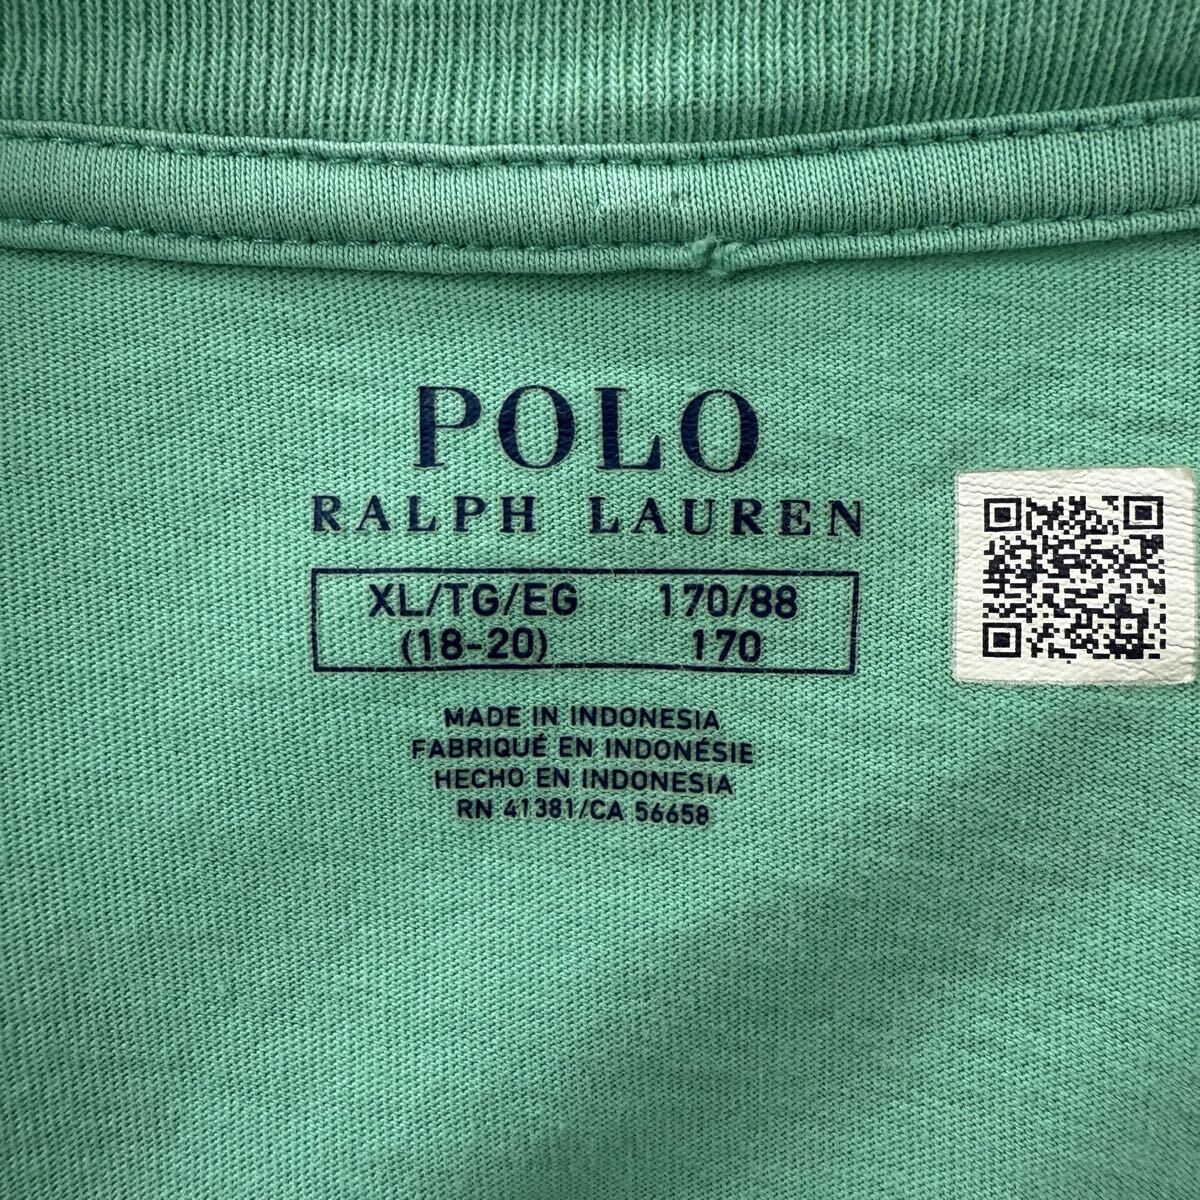 POLO
RALPH LAUREN
XL/TG/EG 170/88
(18-20) 170
MADE IN INDONESIA
FABRIQUÉ EN INDONÉSIE
HECHO EN INDONESIA
RN 41381/CA 56658